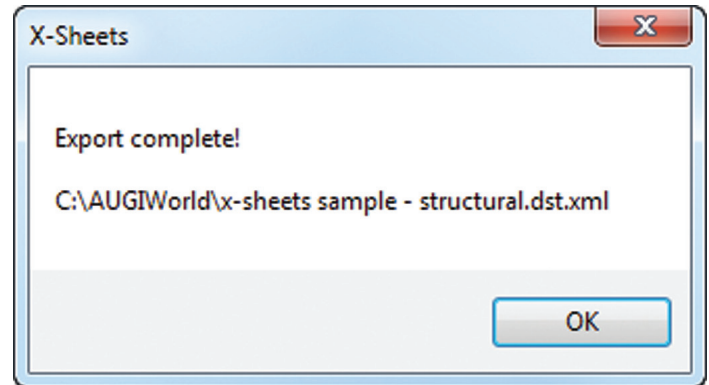 X-Sheets
Export complete!
C:\AUGIWorld\x-sheets sample - structural.dst.xml
OK